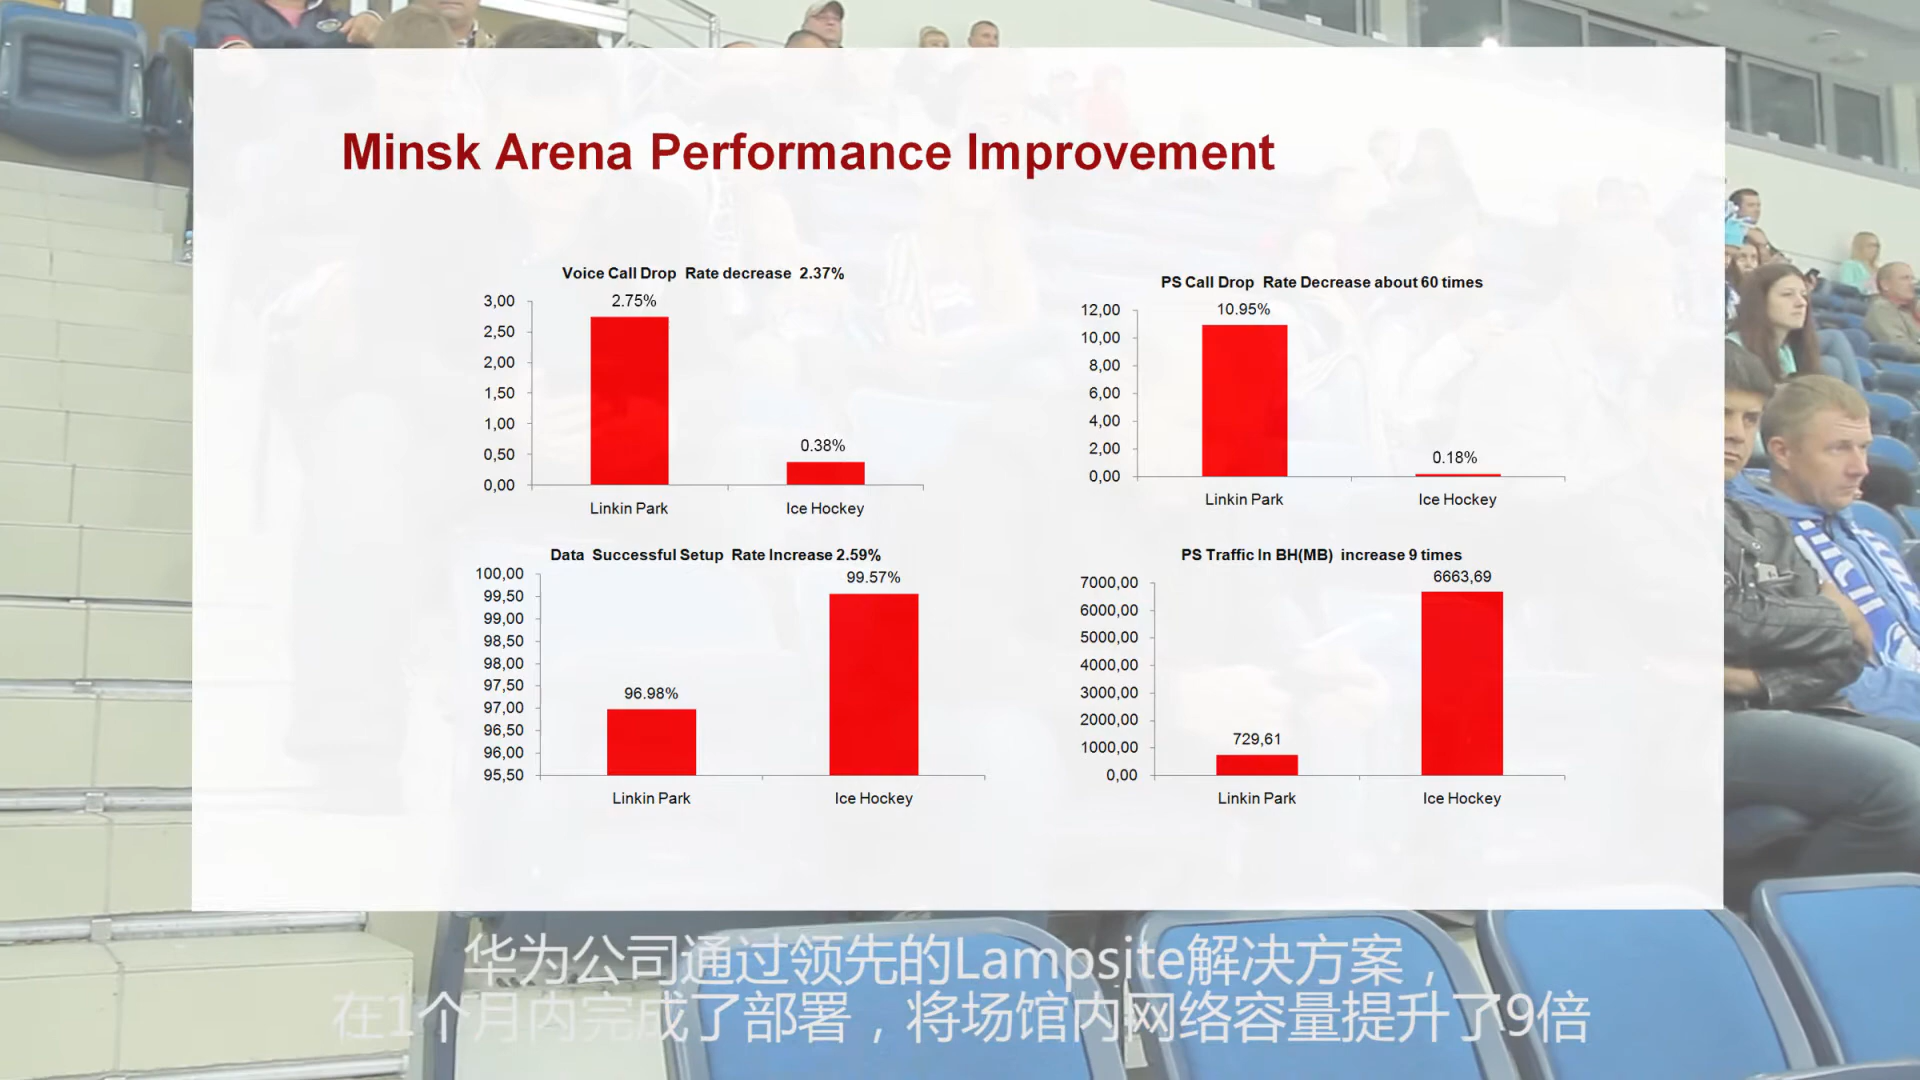 Minsk Arena Performance Improvement
Voice Call Drop Rate decrease 2.37%
3,00
2,50
2,00
1,50
1,00
0,50
0,00
2.75%
0.38%
Linkin Park
Ice Hockey
PS Call Drop Rate Decrease about 60 times
12,00
10,00
8,00
6,00
4,00
2,00
0,00
10.95%
0.18%
Linkin Park
Ice Hockey
Data Successful Setup Rate Increase 2.59%
100,00
99,50
99,00
98,50
98,00
97,50
97,00
96,50
96,00
95,50
96.98%
99.57%
Linkin Park
Ice Hockey
PS Traffic In BH(MB) increase 9 times
7000,00
6000,00
5000,00
4000,00
3000,00
2000,00
1000,00
0,00
729,61
6663,69
Linkin Park
Ice Hockey
华为公司通过领先的Lampsite解决方案，
在1个月内完成了部署，将场馆内网络容量提升了9倍